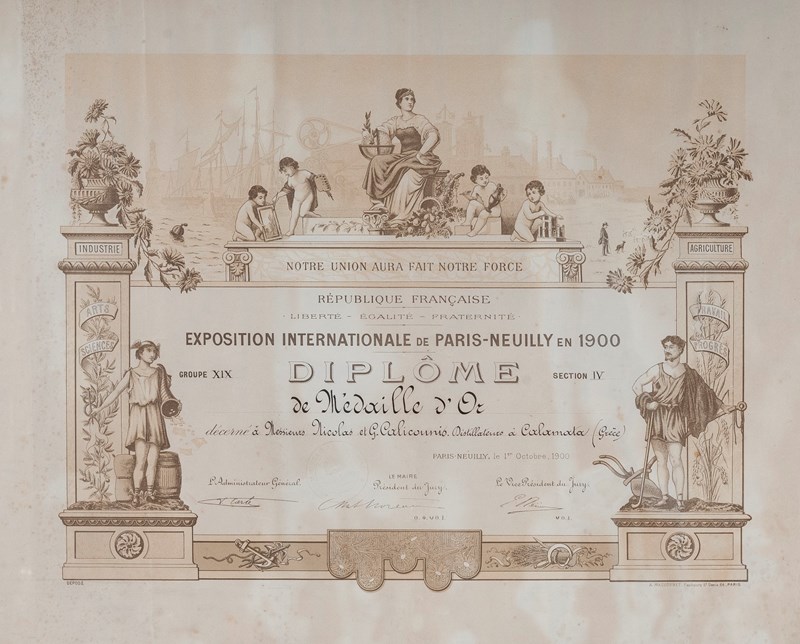 INDUSTRIE
AGRICULTURE
NOTRE UNION AURA FAIT NOTRE FORCE
RÉPUBLIQUE FRANÇAISE
LIBERTÉ - ÉGALITÉ - FRATERNITÉ
ARTS
SCIENCES
TRAVAIL
PROGRÈS
EXPOSITION INTERNATIONALE DE PARIS-NEUILLY EN 1900
GROUPE XIX
DIPLÔME
SECTION IV
de Médaille d'Or
décerné à Messieurs Nicolas et G. Calicounis, Distillateurs à Calamata (Grèce)
PARIS-NEUILLY, le 1er Octobre, 1900
L'Administrateur Général.
LE MAIRE
Président du Jury.
Le Vice Président du Jury.
DÉPOSÉ
PARIS